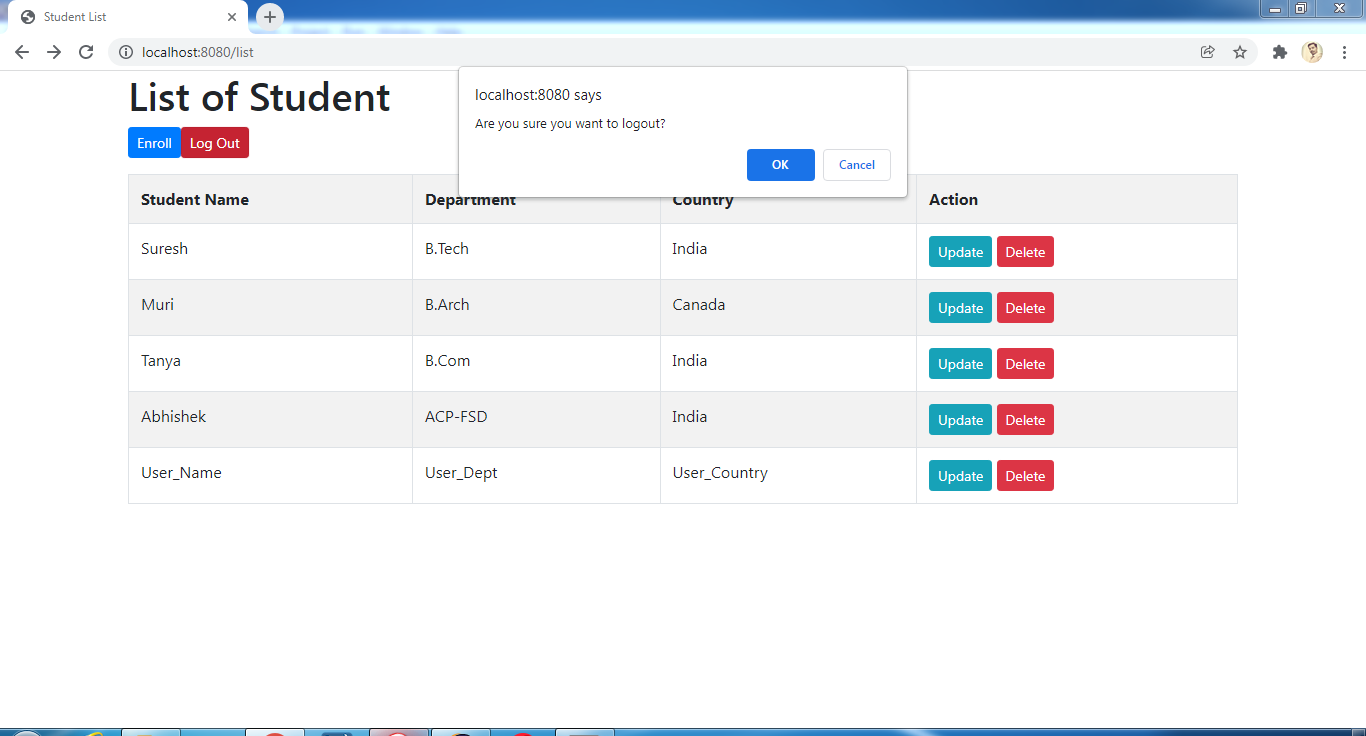 Student List
localhost:8080/list
List of Student
localhost:8080 says
Are you sure you want to logout?
OK Cancel
Enroll Log Out
Student Name Department Country Action
Suresh B.Tech India Update Delete
Muri B.Arch Canada Update Delete
Tanya B.Com India Update Delete
Abhishek ACP-FSD India Update Delete
User_Name User_Dept User_Country Update Delete